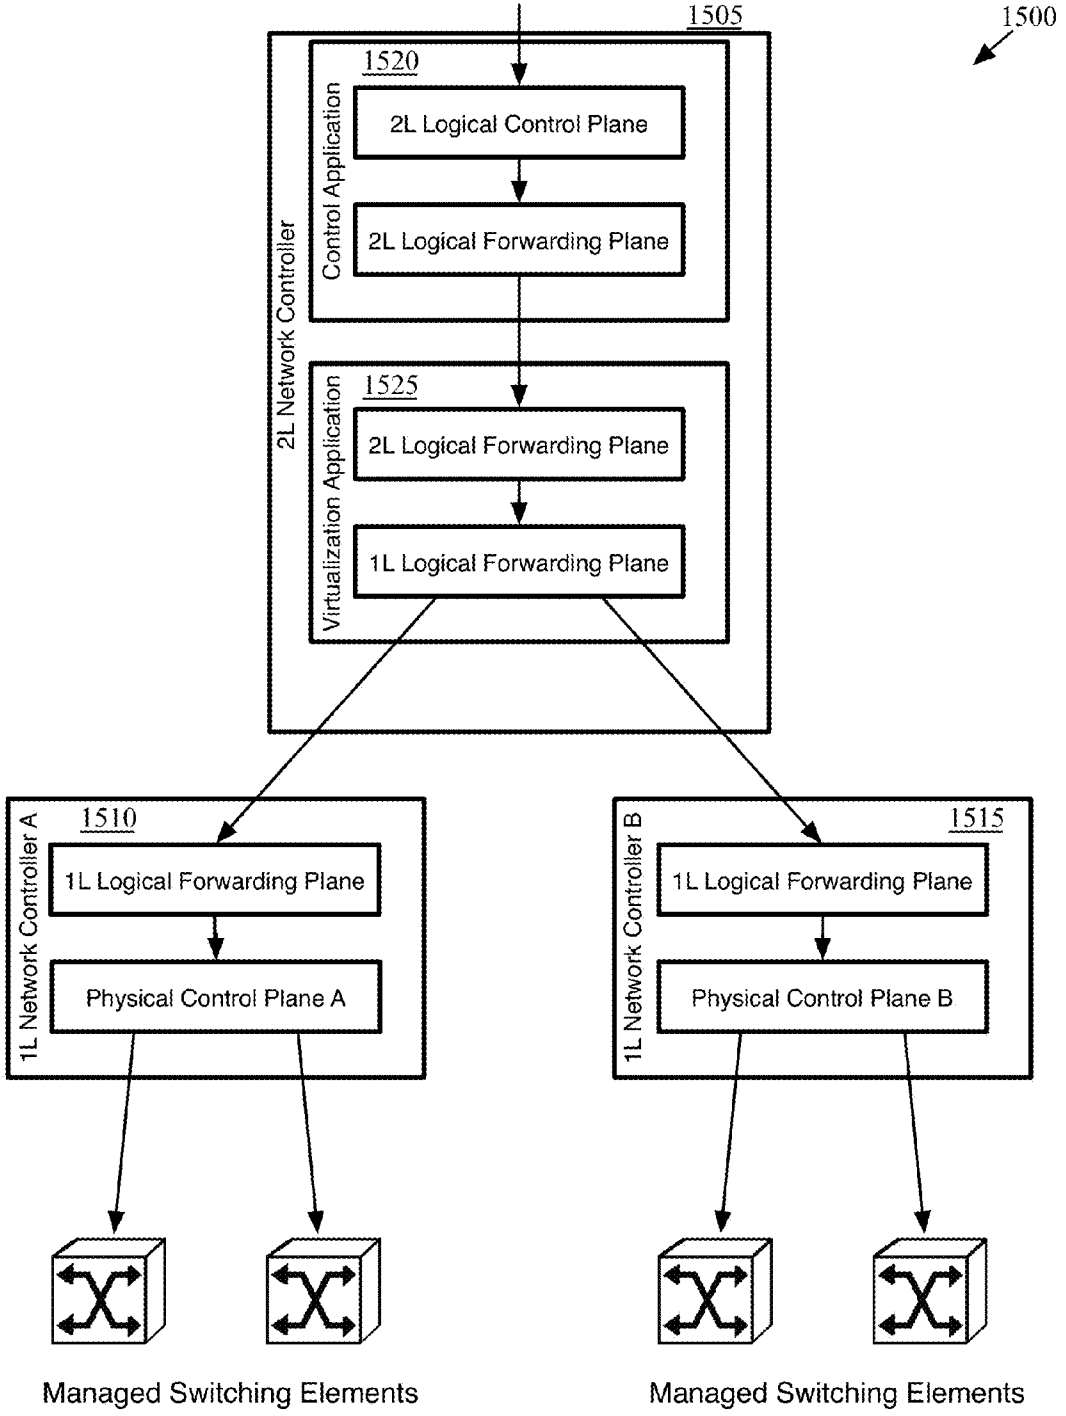 1505
1500
2L Network Controller
Control Application
1520
2L Logical Control Plane
2L Logical Forwarding Plane
Virtualization Application
1525
2L Logical Forwarding Plane
1L Logical Forwarding Plane
1L Network Controller A
1510
1L Logical Forwarding Plane
Physical Control Plane A
1L Network Controller B
1515
1L Logical Forwarding Plane
Physical Control Plane B
Managed Switching Elements
Managed Switching Elements